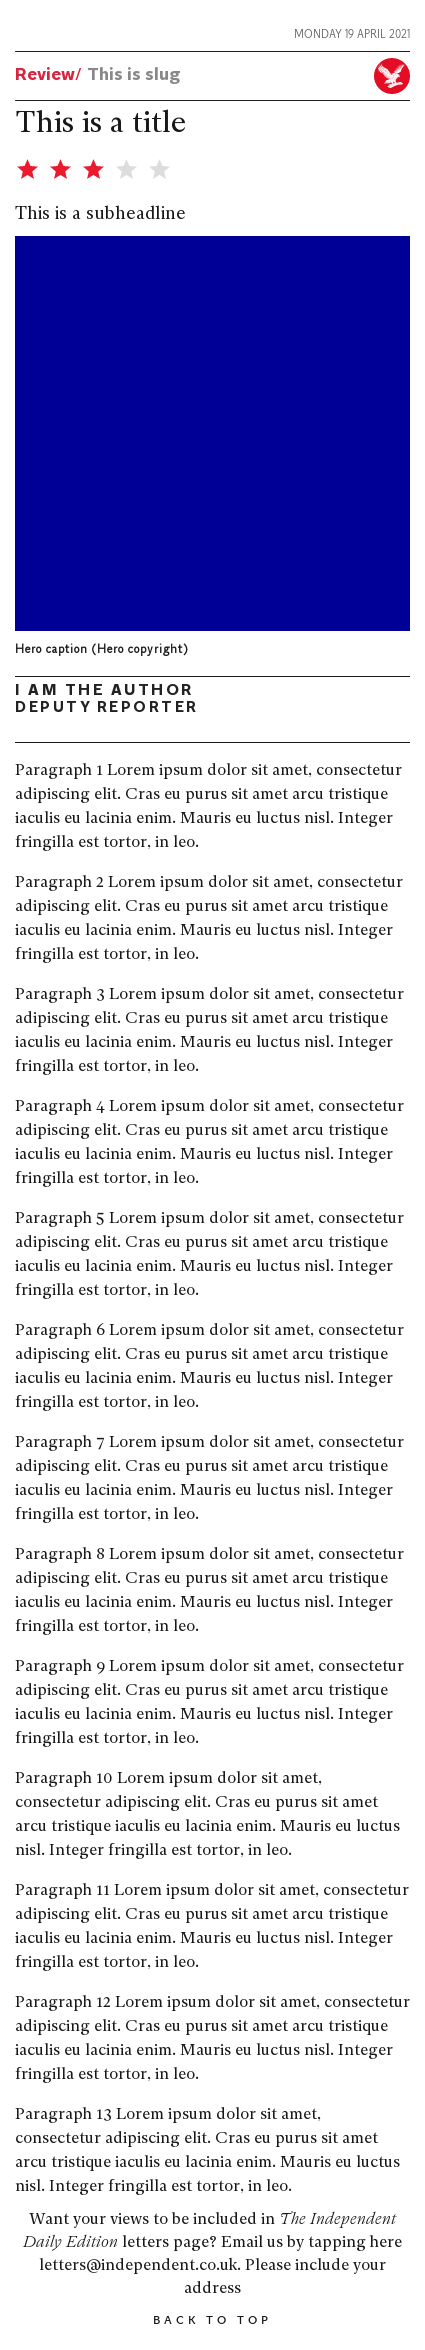 MONDAY 19 APRIL 2021
Review/ This is slug
This is a title
This is a subheadline
Hero caption (Hero copyright)
I AM THE AUTHOR
DEPUTY REPORTER
Paragraph 1 Lorem ipsum dolor sit amet, consectetur
adipiscing elit. Cras eu purus sit amet arcu tristique
iaculis eu lacinia enim. Mauris eu luctus nisl. Integer
fringilla est tortor, in leo.
Paragraph 2 Lorem ipsum dolor sit amet, consectetur
adipiscing elit. Cras eu purus sit amet arcu tristique
iaculis eu lacinia enim. Mauris eu luctus nisl. Integer
fringilla est tortor, in leo.
Paragraph 3 Lorem ipsum dolor sit amet, consectetur
adipiscing elit. Cras eu purus sit amet arcu tristique
iaculis eu lacinia enim. Mauris eu luctus nisl. Integer
fringilla est tortor, in leo.
Paragraph 4 Lorem ipsum dolor sit amet, consectetur
adipiscing elit. Cras eu purus sit amet arcu tristique
iaculis eu lacinia enim. Mauris eu luctus nisl. Integer
fringilla est tortor, in leo.
Paragraph 5 Lorem ipsum dolor sit amet, consectetur
adipiscing elit. Cras eu purus sit amet arcu tristique
iaculis eu lacinia enim. Mauris eu luctus nisl. Integer
fringilla est tortor, in leo.
Paragraph 6 Lorem ipsum dolor sit amet, consectetur
adipiscing elit. Cras eu purus sit amet arcu tristique
iaculis eu lacinia enim. Mauris eu luctus nisl. Integer
fringilla est tortor, in leo.
Paragraph 7 Lorem ipsum dolor sit amet, consectetur
adipiscing elit. Cras eu purus sit amet arcu tristique
iaculis eu lacinia enim. Mauris eu luctus nisl. Integer
fringilla est tortor, in leo.
Paragraph 8 Lorem ipsum dolor sit amet, consectetur
adipiscing elit. Cras eu purus sit amet arcu tristique
iaculis eu lacinia enim. Mauris eu luctus nisl. Integer
fringilla est tortor, in leo.
Paragraph 9 Lorem ipsum dolor sit amet, consectetur
adipiscing elit. Cras eu purus sit amet arcu tristique
iaculis eu lacinia enim. Mauris eu luctus nisl. Integer
fringilla est tortor, in leo.
Paragraph 10 Lorem ipsum dolor sit amet,
consectetur adipiscing elit. Cras eu purus sit amet
arcu tristique iaculis eu lacinia enim. Mauris eu luctus
nisl. Integer fringilla est tortor, in leo.
Paragraph 11 Lorem ipsum dolor sit amet, consectetur
adipiscing elit. Cras eu purus sit amet arcu tristique
iaculis eu lacinia enim. Mauris eu luctus nisl. Integer
fringilla est tortor, in leo.
Paragraph 12 Lorem ipsum dolor sit amet, consectetur
adipiscing elit. Cras eu purus sit amet arcu tristique
iaculis eu lacinia enim. Mauris eu luctus nisl. Integer
fringilla est tortor, in leo.
Paragraph 13 Lorem ipsum dolor sit amet,
consectetur adipiscing elit. Cras eu purus sit amet
arcu tristique iaculis eu lacinia enim. Mauris eu luctus
nisl. Integer fringilla est tortor, in leo.
Want your views to be included in The Independent
Daily Edition letters page? Email us by tapping here
letters@independent.co.uk. Please include your
address
BACK TO TOP